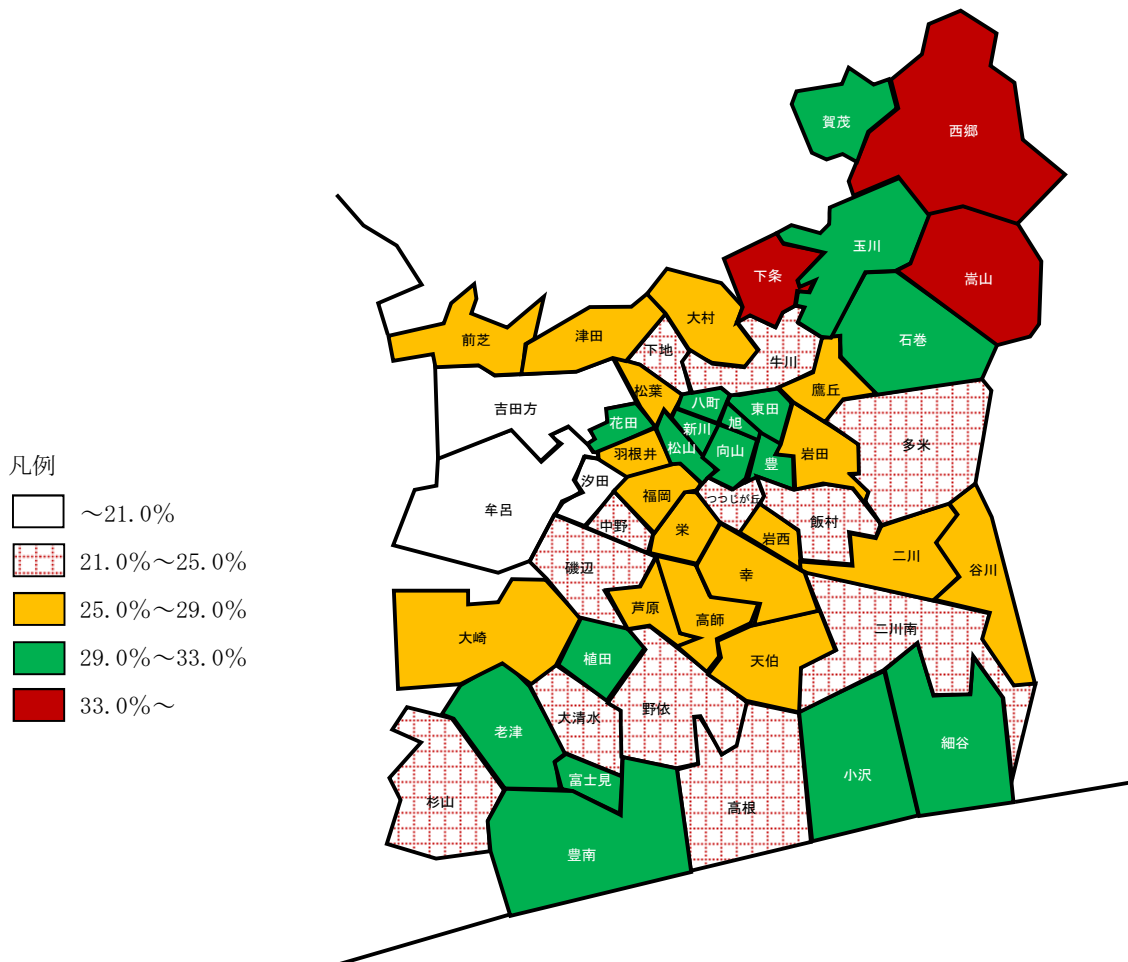 西郷
賀茂
玉川
下条
嵩山
大村
津田
前芝
石巻
下地
牛川
鷹丘
松葉
八町
東田
吉田方
花田
旭
新川
多米
松山
向山
岩田
羽根井
豊
凡例
汐田
福岡
つつじが丘
牟呂
~21.0%
中野
飯村
栄
岩西
二川
21.0%~25.0%
磯辺
幸
谷川
芦原
25.0%~29.0%
高師
大崎
二川南
29.0%~33.0%
植田
天伯
33.0%~
野依
大清水
老津
細谷
小沢
富士見
杉山
高根
豊南